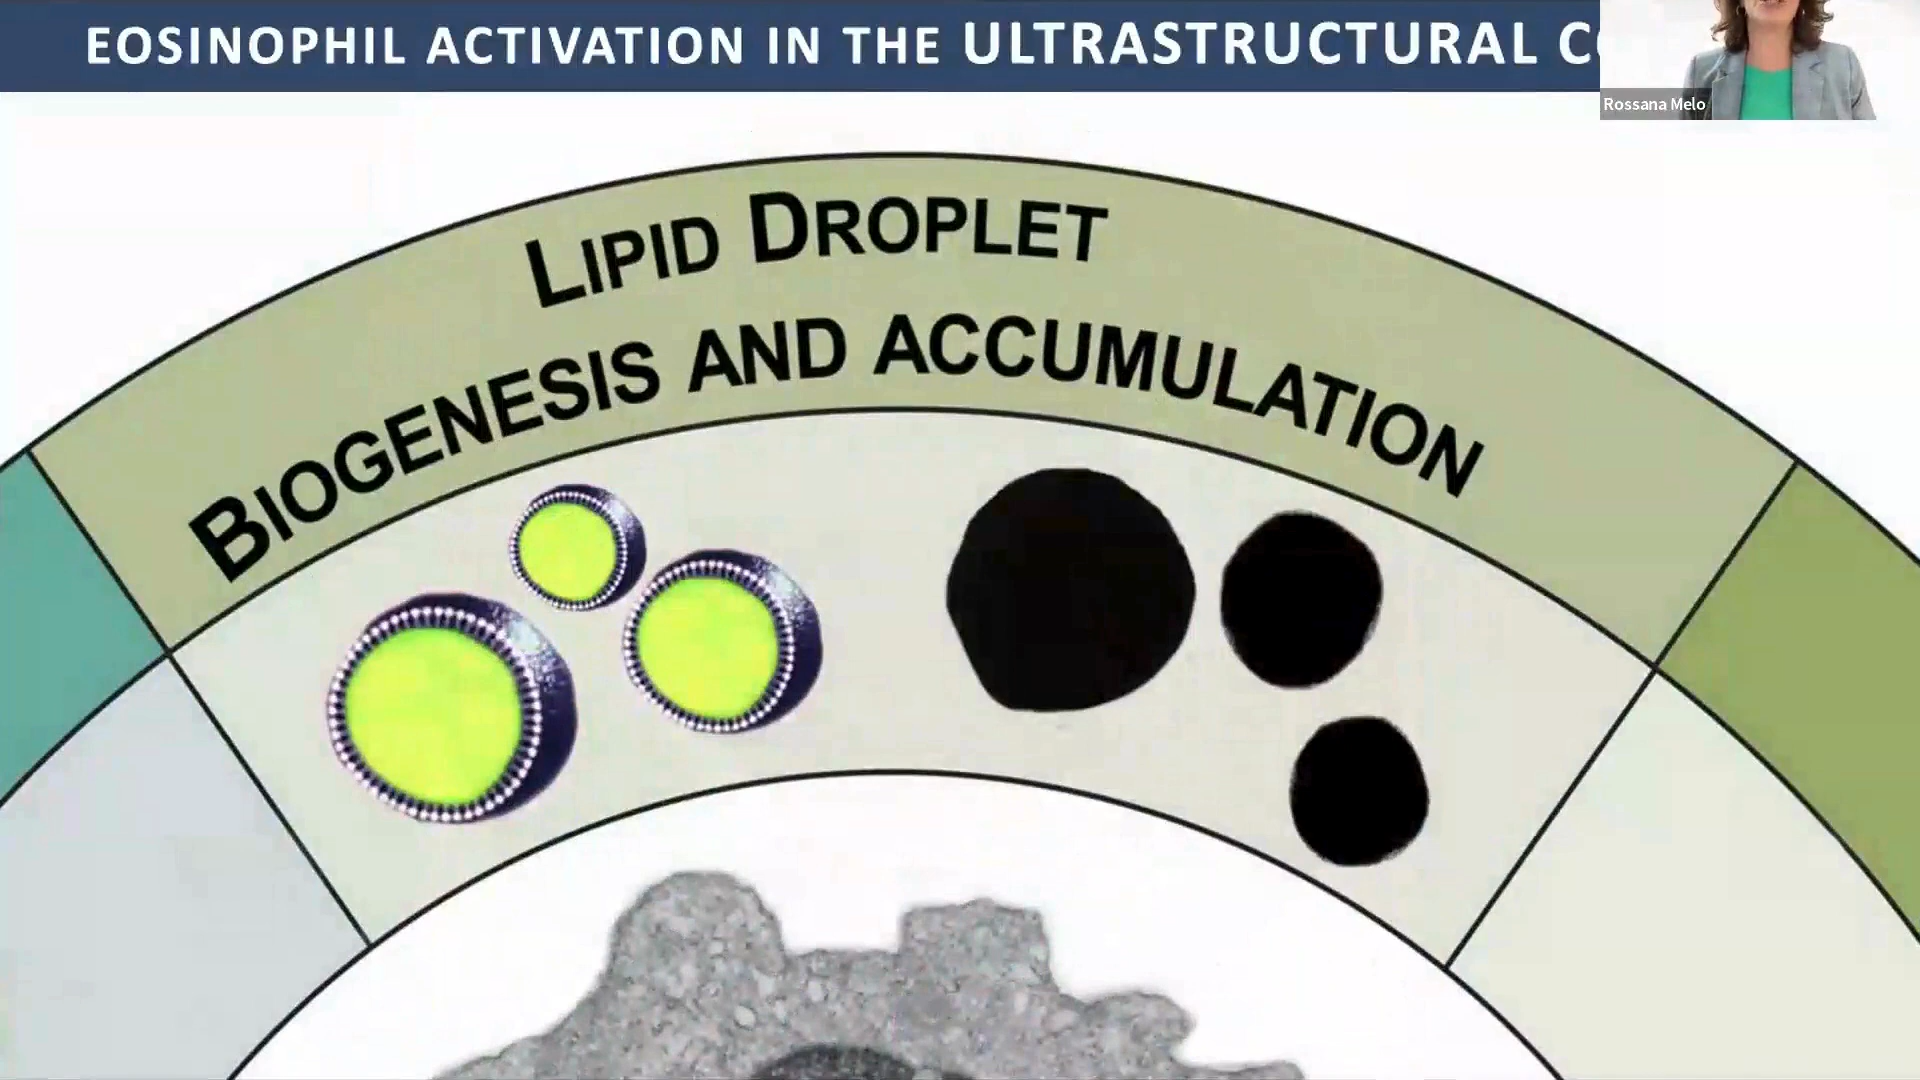 EOSINOPHIL ACTIVATION IN THE ULTRASTRUCTURAL
Rossana Melo
LIPID DROPLET
BIOGENESIS AND ACCUMULATION